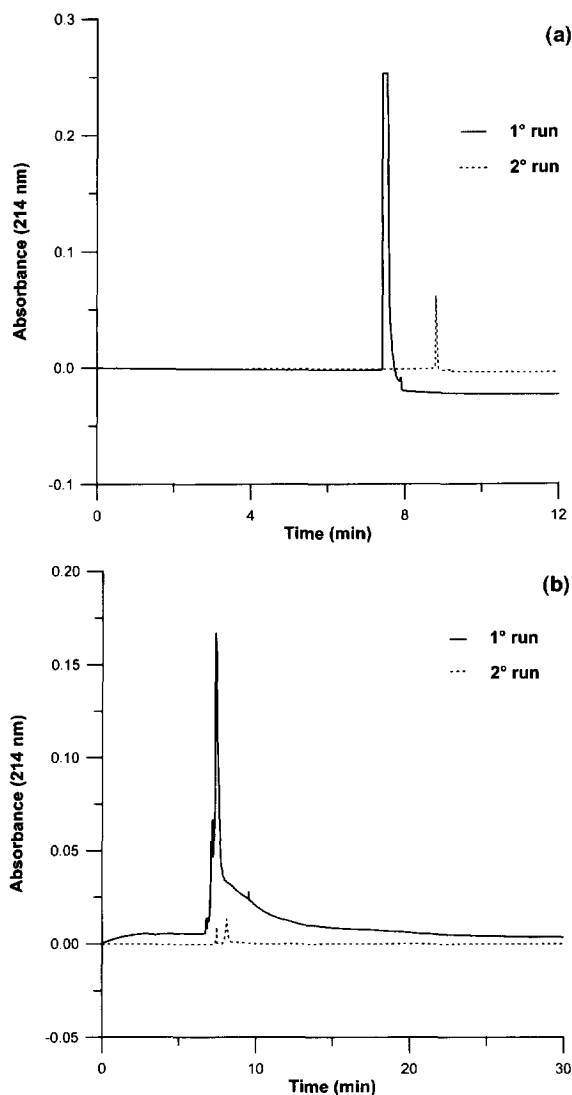 (a)
0.3
1° run
2° run
0.2
Absorbance (214 nm)
0.1
0.0
-0.1
0 4 8 12
Time (min)
(b)
0.20
1° run
2° run
0.15
0.10
Absorbance (214 nm)
0.05
0.00
-0.05
0 10 20 30
Time (min)